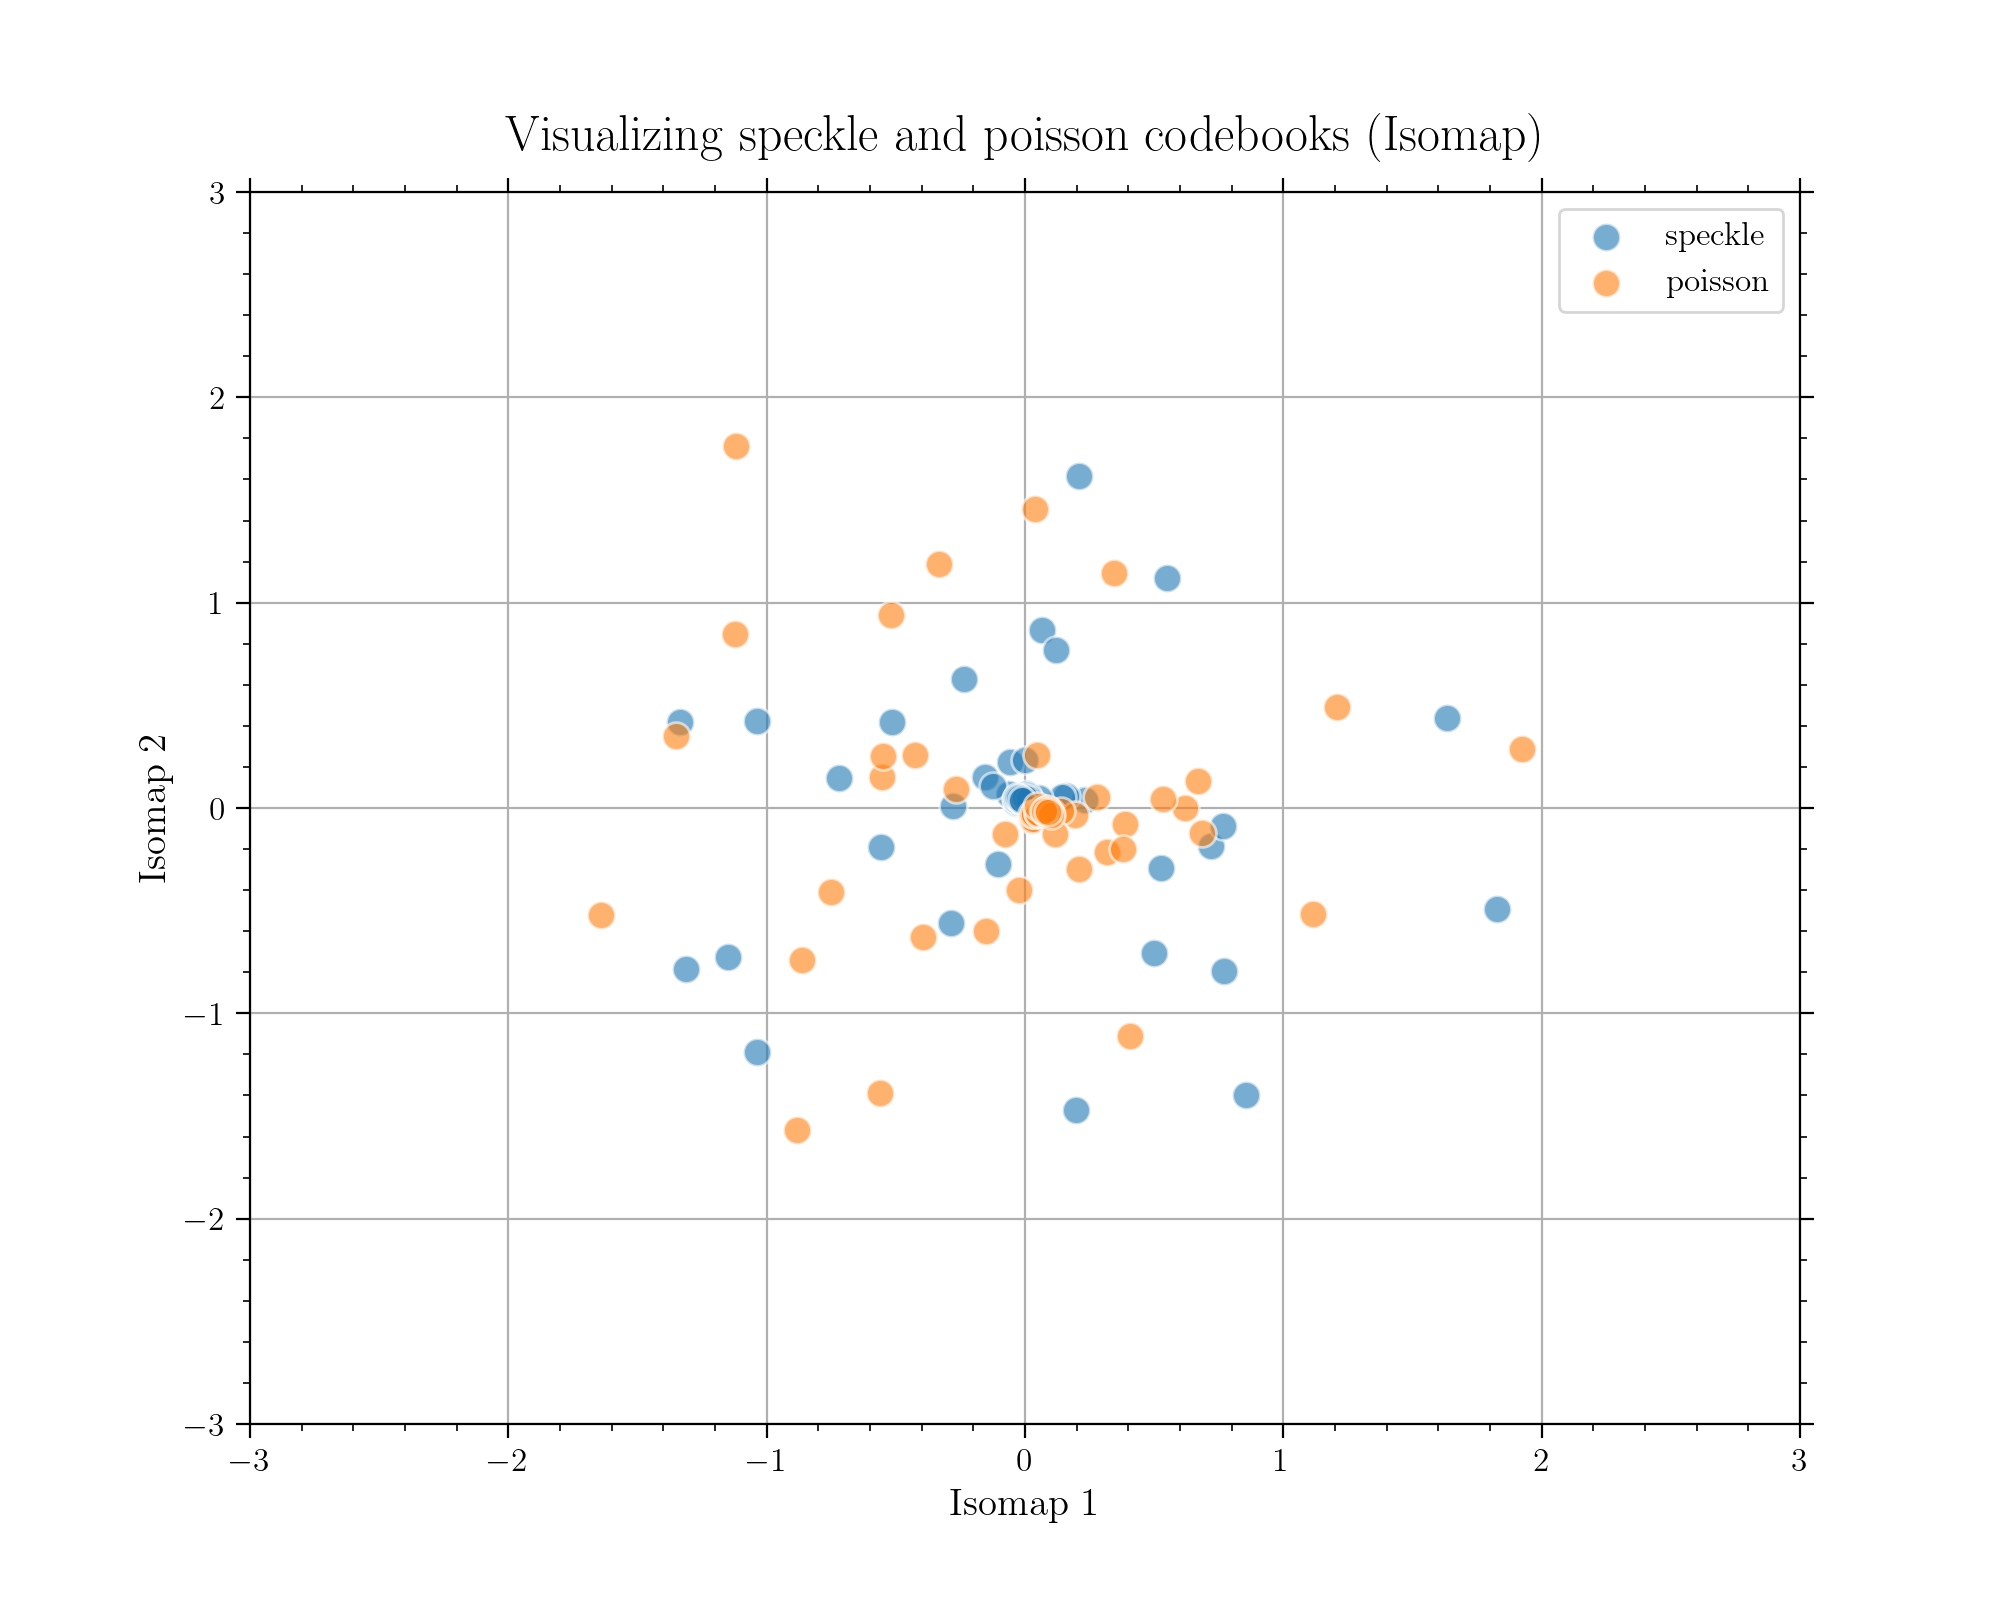 Visualizing speckle and poisson codebooks (Isomap)
speckle
poisson
3
2
1
0
−1
−2
−3
Isomap 2
−3
−2
−1
0
1
2
3
Isomap 1